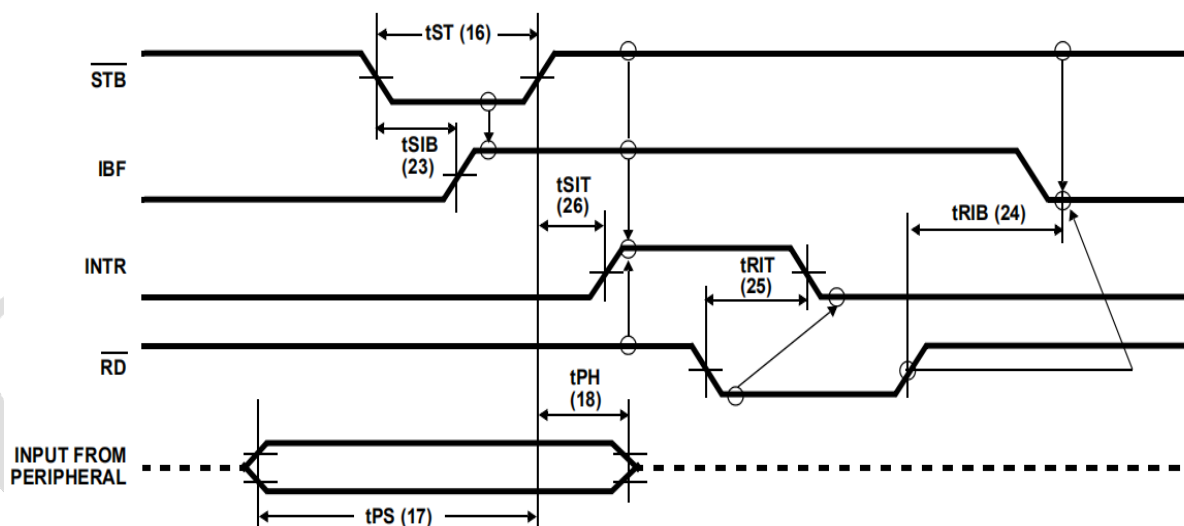 tST (16)
STB
tSIB
(23)
IBF
tSIT
(26)
tRIB (24)
INTR
tRIT
(25)
RD
tPH
(18)
INPUT FROM
PERIPHERAL
tPS (17)